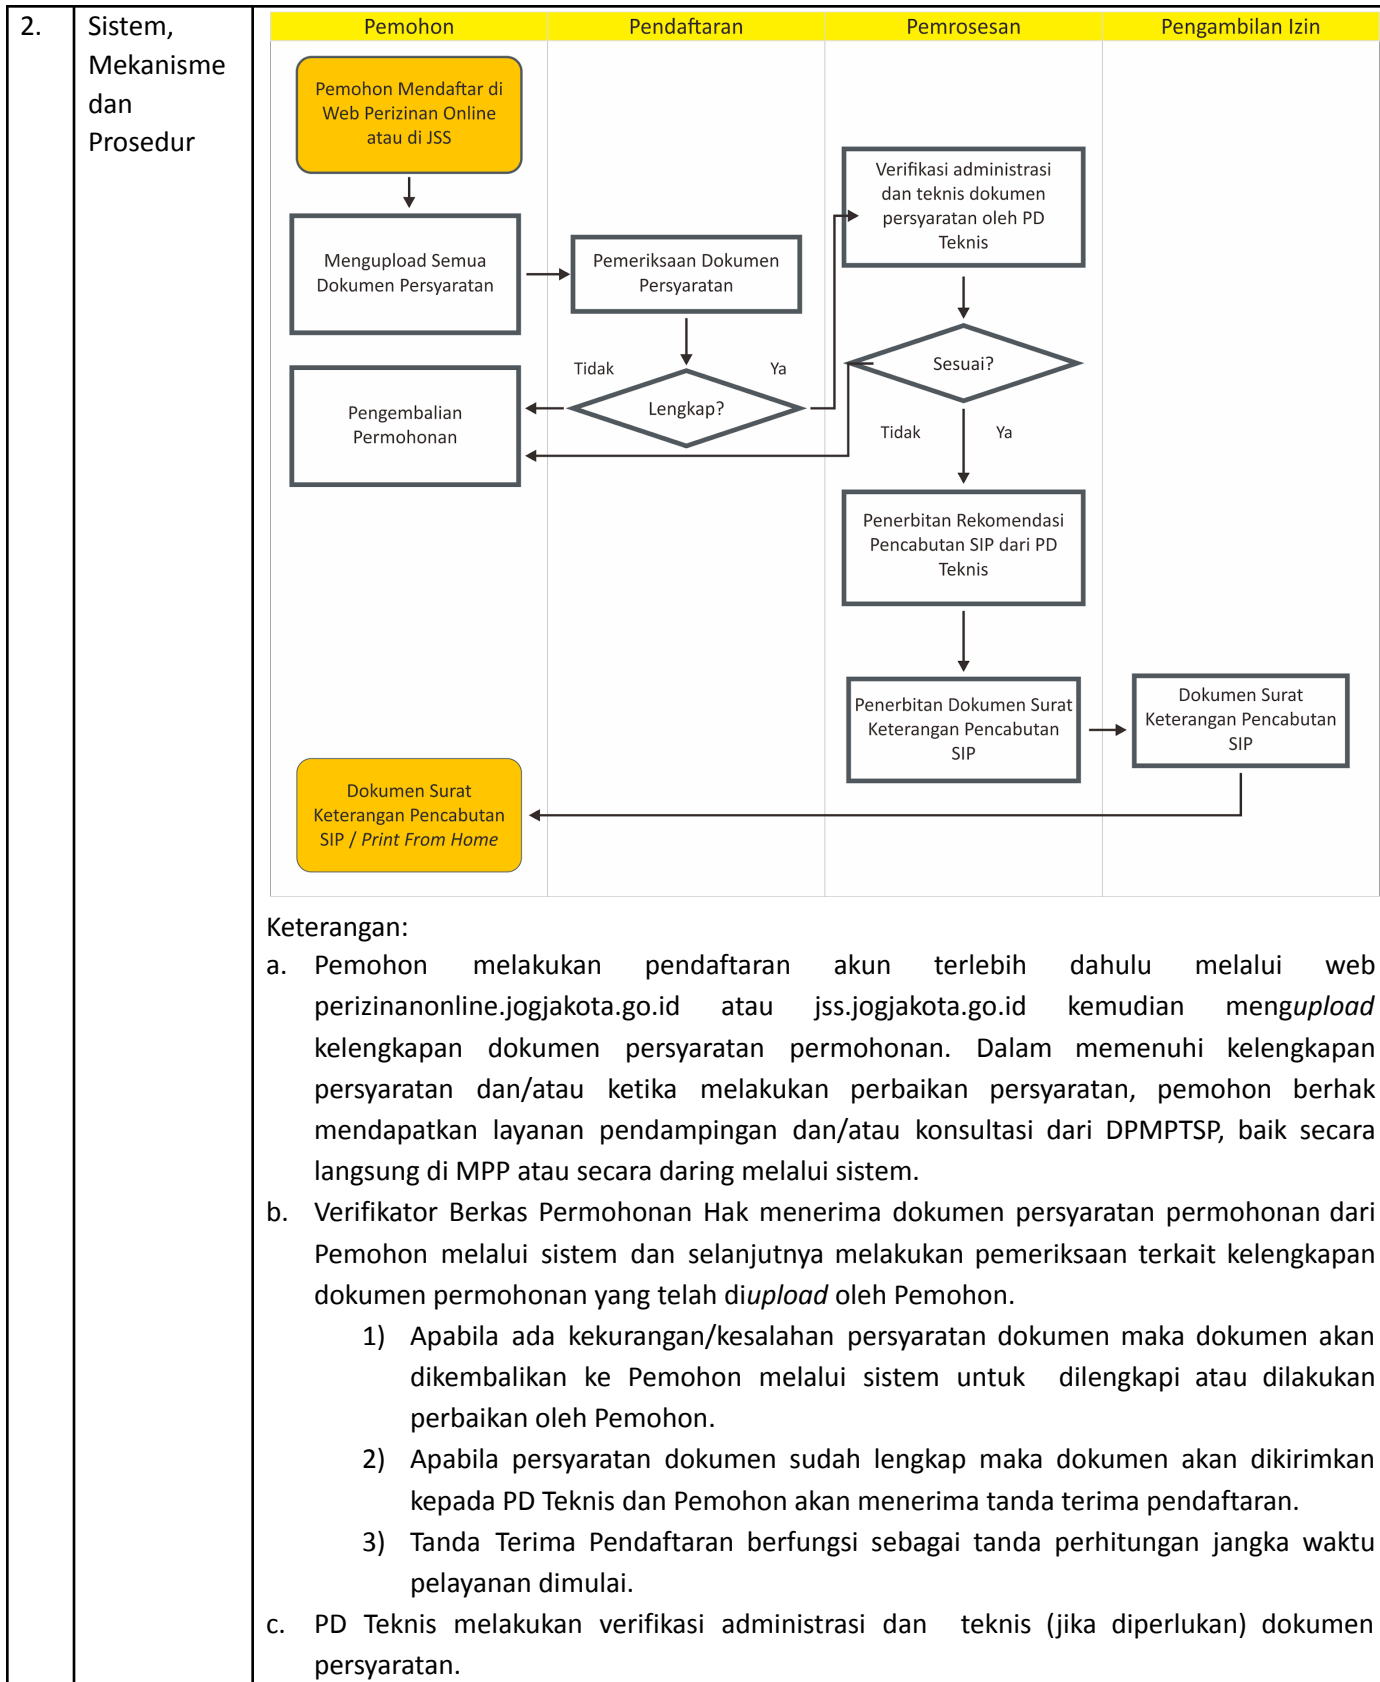 2.
Sistem,
Mekanisme
dan
Prosedur
Pemohon
Pendaftaran
Pemrosesan
Pengambilan Izin
Pemohon Mendaftar di
Web Perizinan Online
atau di JSS
Mengupload Semua
Dokumen Persyaratan
Pemeriksaan Dokumen
Persyaratan
Verifikasi administrasi
dan teknis dokumen
persyaratan oleh PD
Teknis
Tidak
Ya
Lengkap?
Sesuai?
Pengembalian
Permohonan
Tidak
Ya
Penerbitan Rekomendasi
Pencabutan SIP dari PD
Teknis
Penerbitan Dokumen Surat
Keterangan Pencabutan
SIP
Dokumen Surat
Keterangan Pencabutan
SIP
Dokumen Surat
Keterangan Pencabutan
SIP / Print From Home
Keterangan:
a. Pemohon melakukan pendaftaran akun terlebih dahulu melalui web
perizinanonline.jogjakota.go.id atau jss.jogjakota.go.id kemudian mengupload
kelengkapan dokumen persyaratan permohonan. Dalam memenuhi kelengkapan
persyaratan dan/atau ketika melakukan perbaikan persyaratan, pemohon berhak
mendapatkan layanan pendampingan dan/atau konsultasi dari DPMPTSP, baik secara
langsung di MPP atau secara daring melalui sistem.
b. Verifikator Berkas Permohonan Hak menerima dokumen persyaratan permohonan dari
Pemohon melalui sistem dan selanjutnya melakukan pemeriksaan terkait kelengkapan
dokumen permohonan yang telah diupload oleh Pemohon.
1) Apabila ada kekurangan/kesalahan persyaratan dokumen maka dokumen akan
dikembalikan ke Pemohon melalui sistem untuk dilengkapi atau dilakukan
perbaikan oleh Pemohon.
2) Apabila persyaratan dokumen sudah lengkap maka dokumen akan dikirimkan
kepada PD Teknis dan Pemohon akan menerima tanda terima pendaftaran.
3) Tanda Terima Pendaftaran berfungsi sebagai tanda perhitungan jangka waktu
pelayanan dimulai.
c. PD Teknis melakukan verifikasi administrasi dan teknis (jika diperlukan) dokumen
persyaratan.